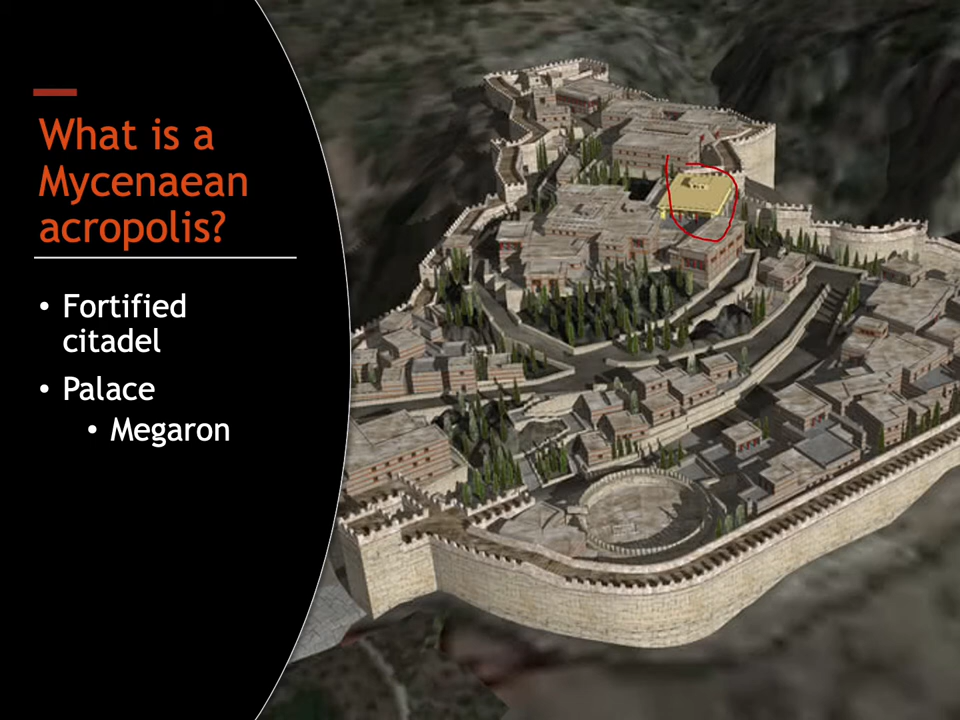 What is a
Mycenaean
acropolis?
• Fortified
citadel
• Palace
• Megaron